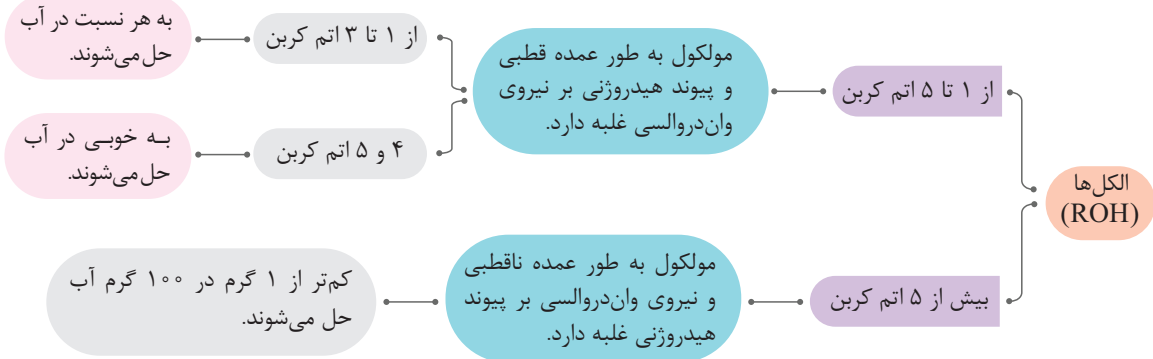 الکل‌ها
(ROH)
از ۱ تا ۵ اتم کربن
مولکول به طور عمده قطبی
و پیوند هیدروژنی بر نیروی
وان‌دروالسی غلبه دارد.
از ۱ تا ۳ اتم کربن
به هر نسبت در آب
حل می‌شوند.
۴ و ۵ اتم کربن
بـه خوبـی در آب
حل می‌شوند.
بیش از ۵ اتم کربن
مولکول به طور عمده ناقطبی
و نیروی وان‌دروالسی بر پیوند
هیدروژنی غلبه دارد.
کم‌تر از ۱ گرم در ۱۰۰ گرم آب
حل می‌شوند.